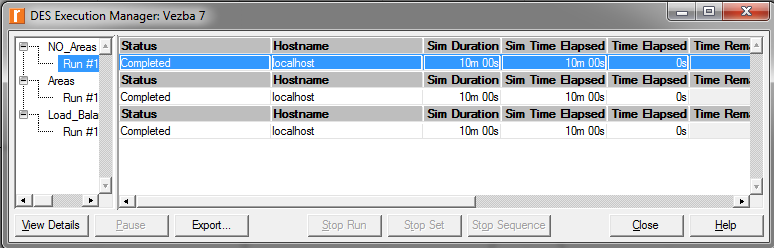 DES Execution Manager: Vezba 7
NO_Areas
Run #1
Areas
Run #1
Load_Bala
Run #1
Status Hostname Sim Duration Sim Time Elapsed Time Elapsed Time Rema
Completed localhost 10m 00s 10m 00s 0s
Status Hostname Sim Duration Sim Time Elapsed Time Elapsed Time Rema
Completed localhost 10m 00s 10m 00s 0s
Status Hostname Sim Duration Sim Time Elapsed Time Elapsed Time Rema
Completed localhost 10m 00s 10m 00s 0s
View Details Pause Export... Stop Run Stop Set Stop Sequence Close Help